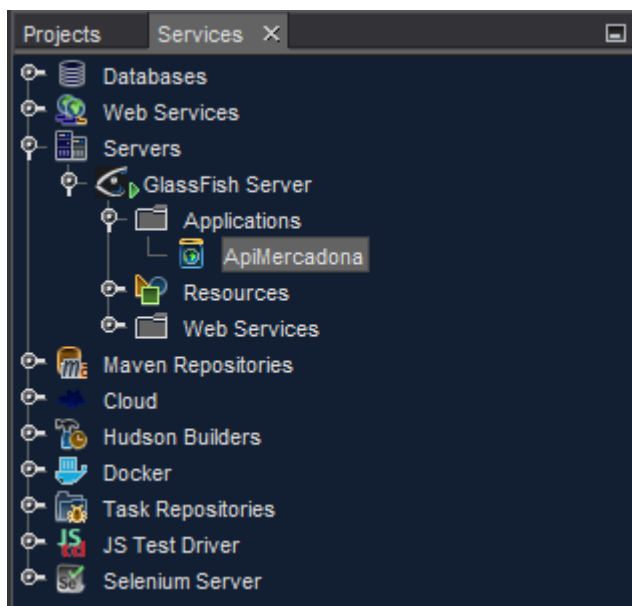 Projects Services
Databases
Web Services
Servers
GlassFish Server
Applications
ApiMercadona
Resources
Web Services
Maven Repositories
Cloud
Hudson Builders
Docker
Task Repositories
JS Test Driver
Selenium Server